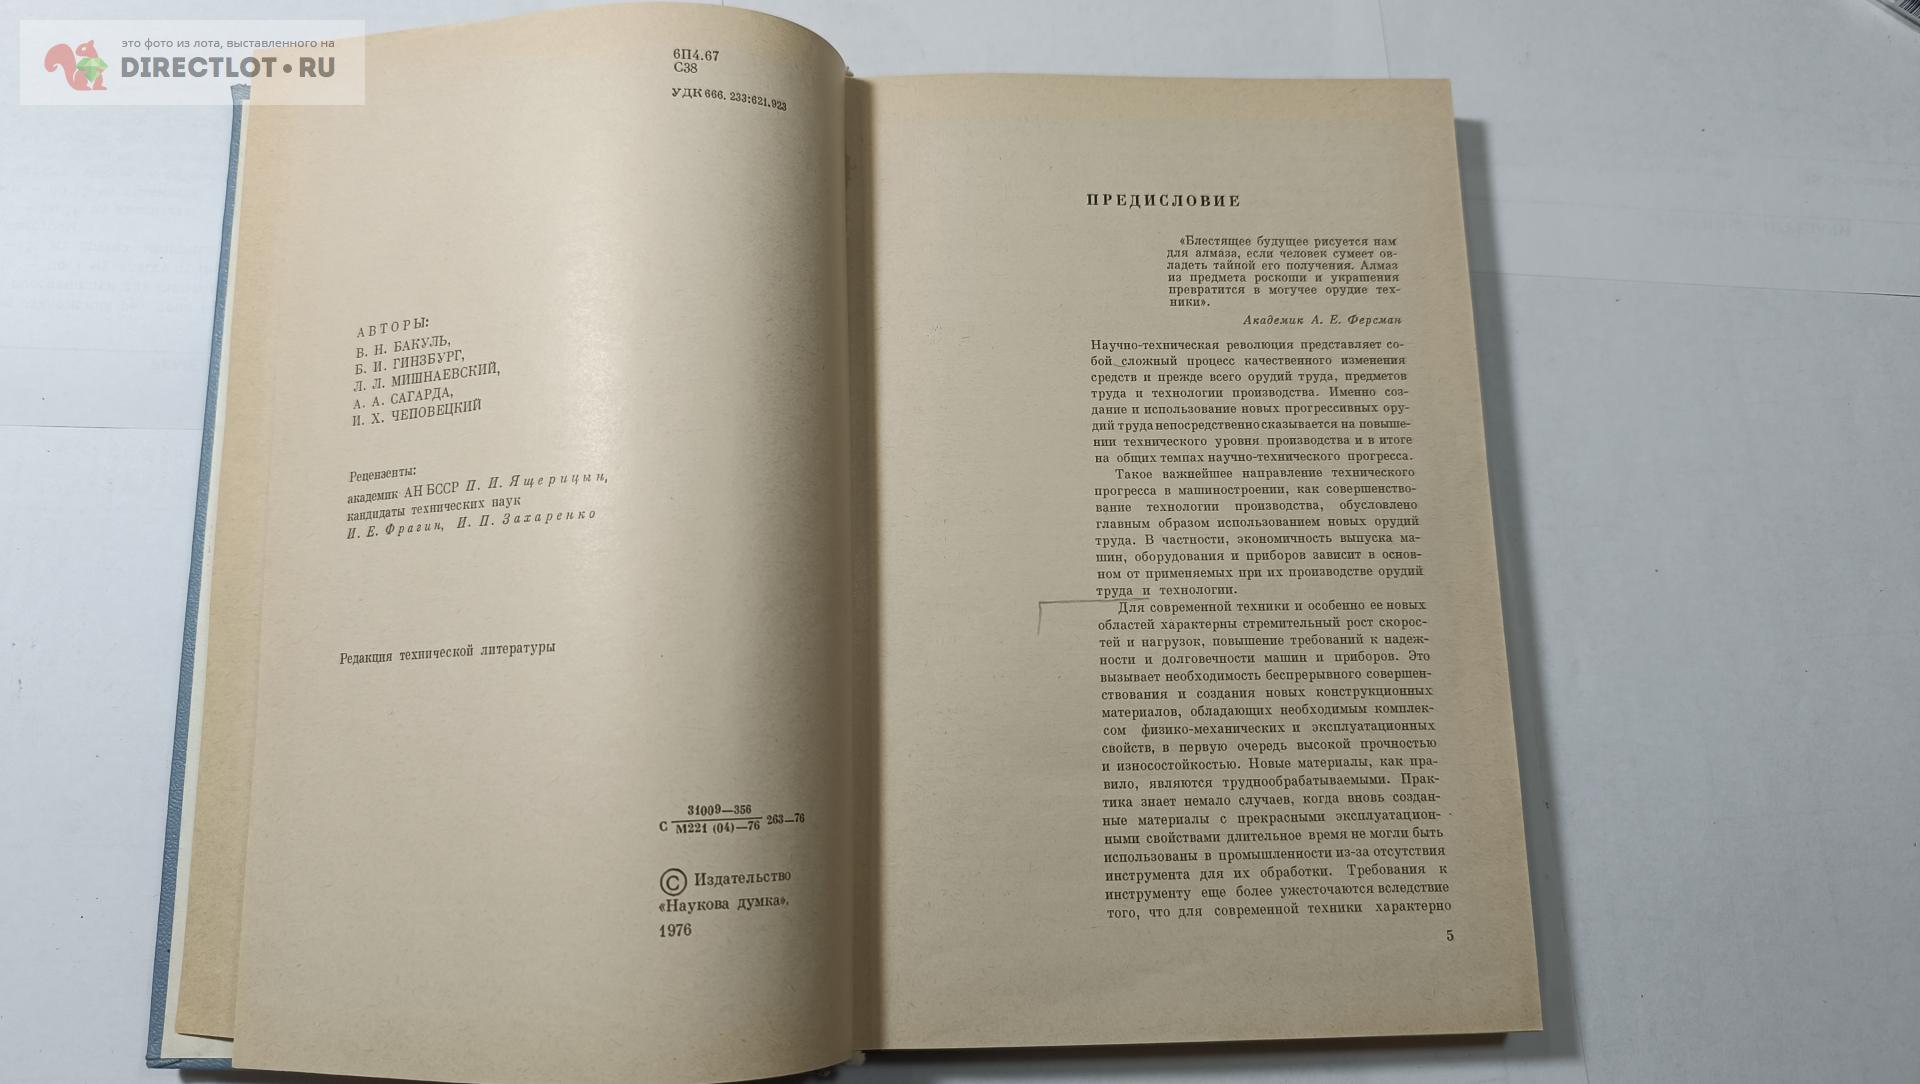 это фото из лота, выставленного на
DIRECTLOT•RU
6П4.67
С38
УДК 666. 233:621.923
АВТОРЫ:
В. Н. БАКУЛЬ,
Б. И. ГИНЗБУРГ,
Л. Л. МИШНАЕВСКИЙ,
А. А. САГАРДА,
И. Х. ЧЕПОВЕЦКИЙ
Рецензенты:
академик АН БССР П. И. Ящерицын,
кандидаты технических наук
И. Е. Фрагин, И. П. Захаренко
Редакция технической литературы
31009—356
С М221 (04)—76 263—76
© Издательство
«Наукова думка»,
1976
ПРЕДИСЛОВИЕ
«Блестящее будущее рисуется нам
для алмаза, если человек сумеет ов-
ладеть тайной его получения. Алмаз
из предмета роскоши и украшения
превратится в могучее орудие тех-
ники».
Академик А. Е. Ферсман
Научно-техническая революция представляет со-
бой сложный процесс качественного изменения
средств и прежде всего орудий труда, предметов
труда и технологии производства. Именно соз-
дание и использование новых прогрессивных ору-
дий труда непосредственно сказывается на повыше-
нии технического уровня производства и в итоге
на общих темпах научно-технического прогресса.
Такое важнейшее направление технического
прогресса в машиностроении, как совершенство-
вание технологии производства, обусловлено
главным образом использованием новых орудий
труда. В частности, экономичность выпуска ма-
шин, оборудования и приборов зависит в основ-
ном от применяемых при их производстве орудий
труда и технологии.
Для современной техники и особенно ее новых
областей характерны стремительный рост скорос-
тей и нагрузок, повышение требований к надеж-
ности и долговечности машин и приборов. Это
вызывает необходимость беспрерывного совершен-
ствования и создания новых конструкционных
материалов, обладающих необходимым комплек-
сом физико-механических и эксплуатационных
свойств, в первую очередь высокой прочностью
и износостойкостью. Новые материалы, как пра-
вило, являются труднообрабатываемыми. Прак-
тика знает немало случаев, когда вновь создан-
ные материалы с прекрасными эксплуатацион-
ными свойствами длительное время не могли быть
использованы в промышленности из-за отсутствия
инструмента для их обработки. Требования к
инструменту еще более ужесточаются вследствие
того, что для современной техники характерно
5